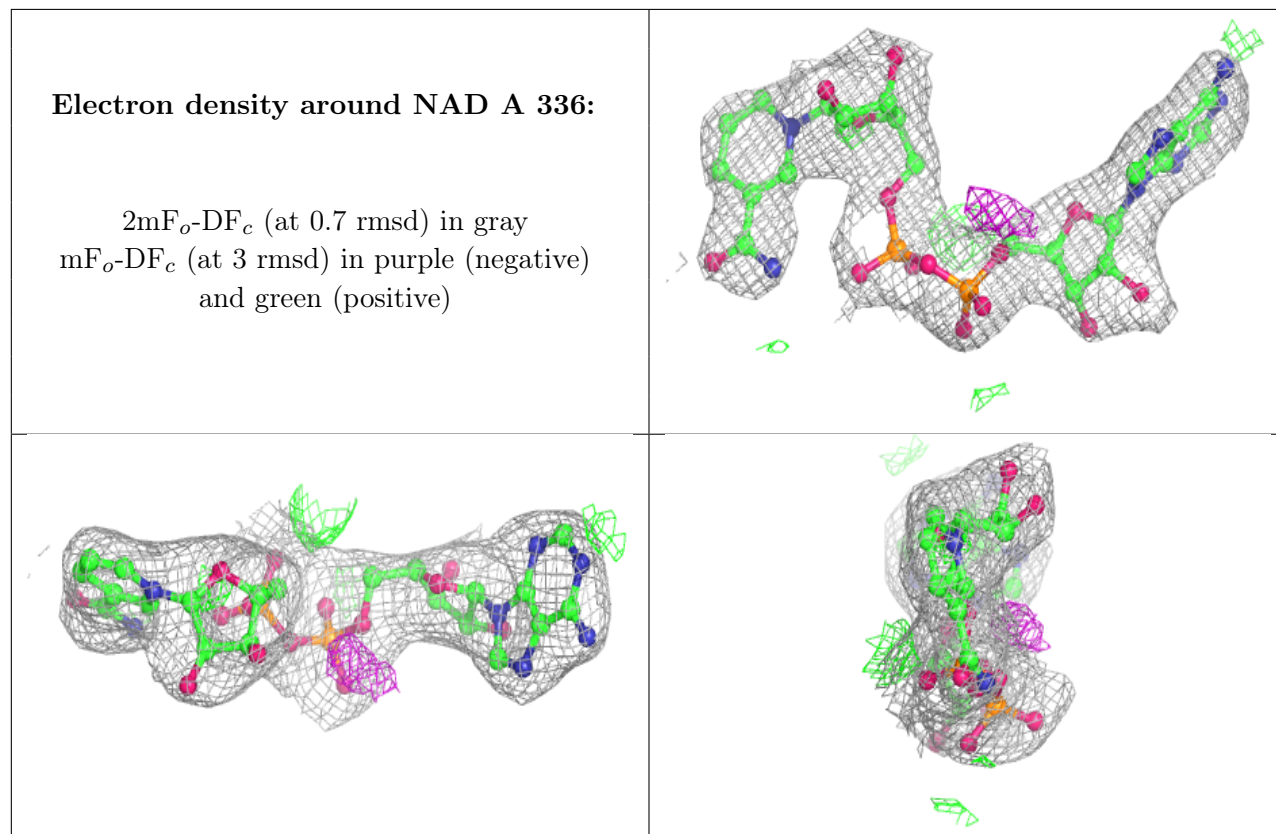 Electron density around NAD A 336:
2mFo-DFc (at 0.7 rmsd) in gray
mFo-DFc (at 3 rmsd) in purple (negative)
and green (positive)